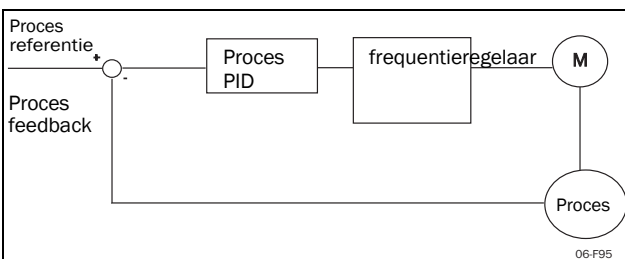 Proces
referentie
+
-
Proces
feedback
Proces
PID
frequentieregelaar
M
Proces
06-F95